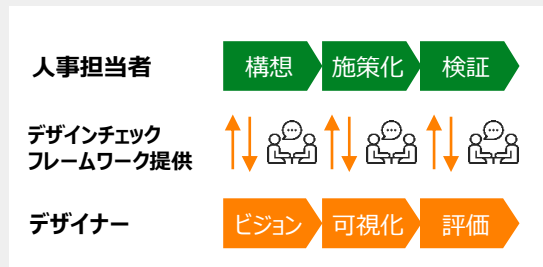 人事担当者
構想
施策化
検証
デザインチェック
フレームワーク提供
デザイナー
ビジョン
可視化
評価